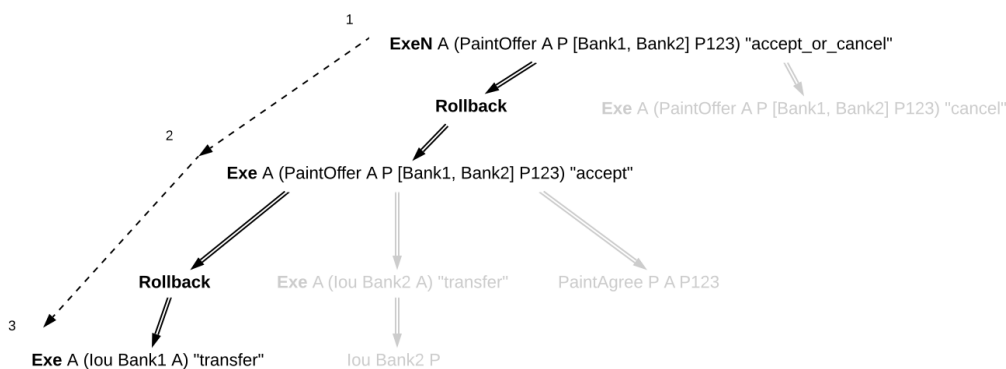 1
ExeN A (PaintOffer A P [Bank1, Bank2] P123) "accept_or_cancel"
Rollback
Exe A (PaintOffer A P [Bank1, Bank2] P123) "cancel"
2
Exe A (PaintOffer A P [Bank1, Bank2] P123) "accept"
Rollback
Exe A (Iou Bank2 A) "transfer"
PaintAgree P A P123
3
Exe A (Iou Bank1 A) "transfer"
Iou Bank2 P